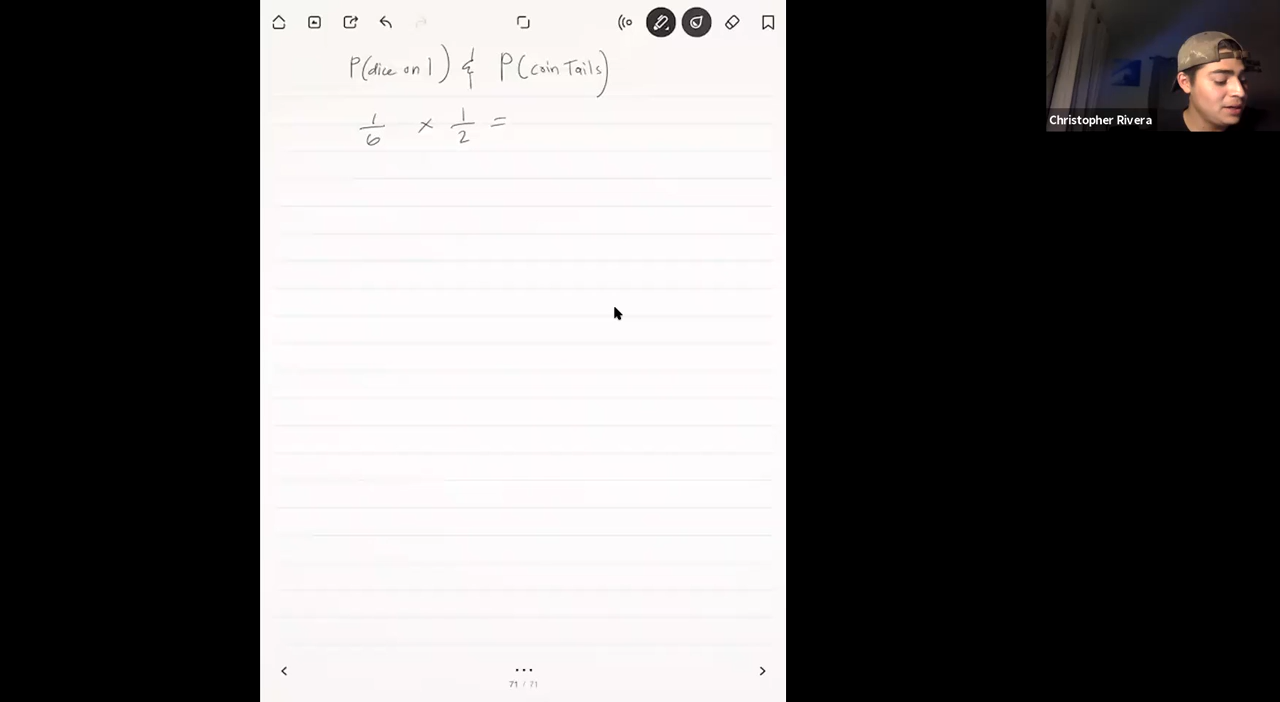 P(dice on 1) & P(coin Tails)
1/6 × 1/2 =
Christopher Rivera
71 / 71